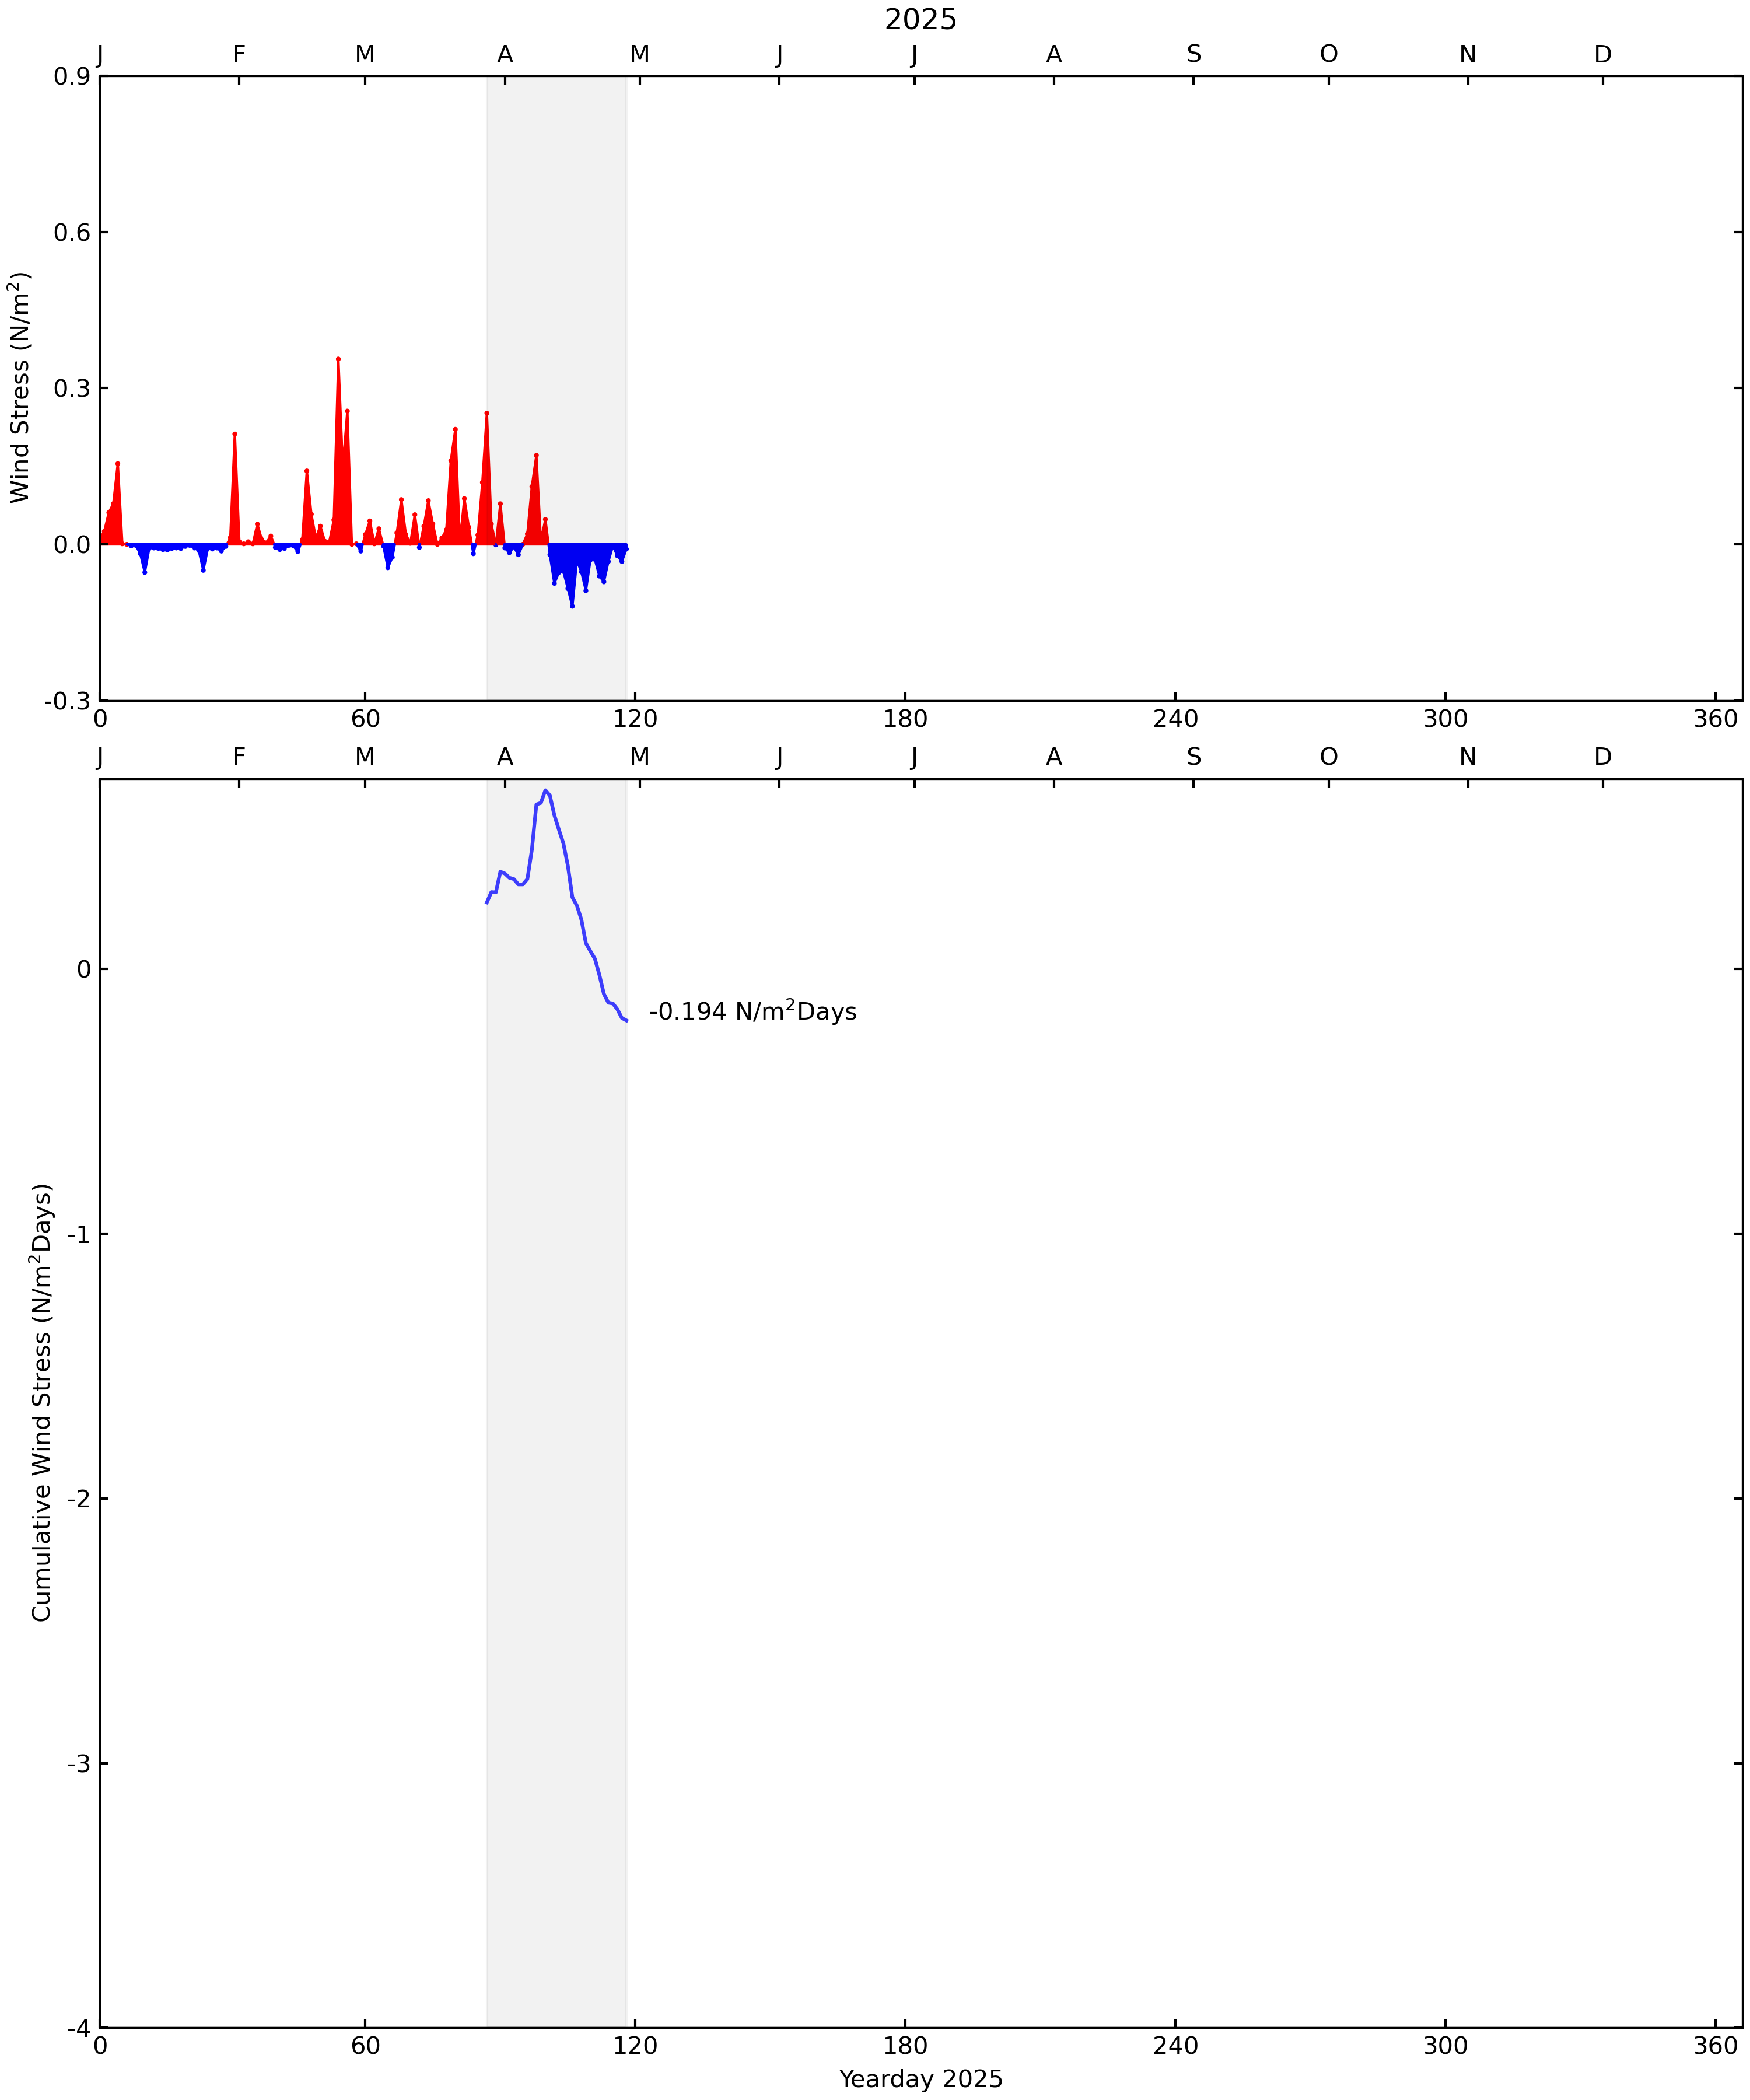 2025
J F M A M J J A S O N D
0.9
0.6
0.3
0.0
-0.3
Wind Stress (N/m²)
0 60 120 180 240 300 360
J F M A M J J A S O N D
0
-1
-2
-3
-4
Cumulative Wind Stress (N/m²Days)
-0.194 N/m²Days
0 60 120 180 240 300 360
Yearday 2025